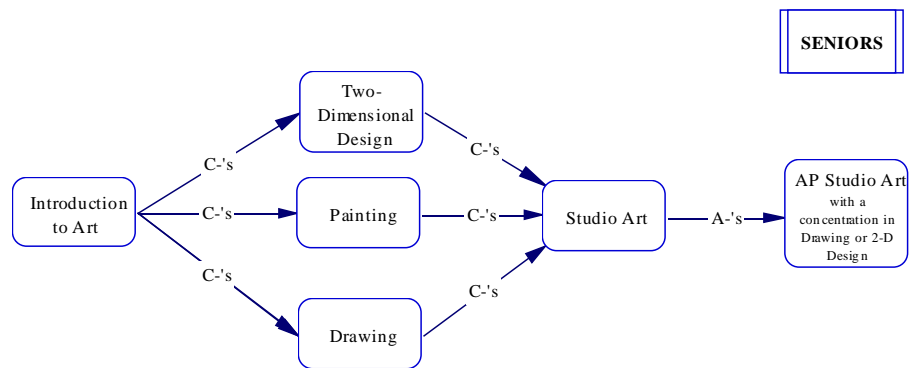 SENIORS
Two-
Dimensional
Design
C-'s
C-'s
Introduction
to Art
C-'s
Painting
C-'s
Studio Art
A-'s
AP Studio Art
with a
concentration in
Drawing or 2-D
Design
C-'s
C-'s
Drawing